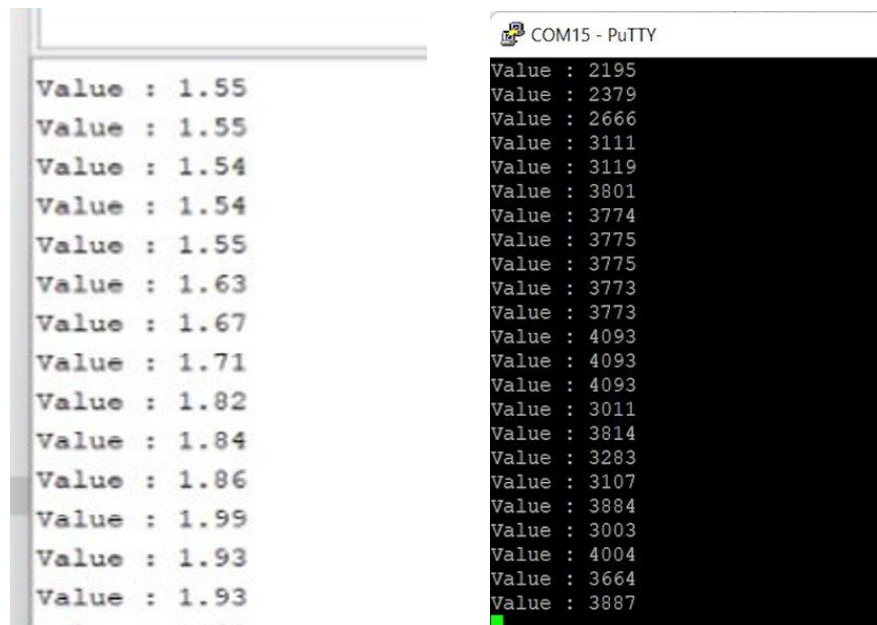 Value : 1.55
Value : 1.55
Value : 1.54
Value : 1.54
Value : 1.55
Value : 1.63
Value : 1.67
Value : 1.71
Value : 1.82
Value : 1.84
Value : 1.86
Value : 1.99
Value : 1.93
Value : 1.93
COM15 - PuTTY
Value : 2195
Value : 2379
Value : 2666
Value : 3111
Value : 3119
Value : 3801
Value : 3774
Value : 3775
Value : 3775
Value : 3773
Value : 3773
Value : 4093
Value : 4093
Value : 4093
Value : 3011
Value : 3814
Value : 3283
Value : 3107
Value : 3884
Value : 3003
Value : 4004
Value : 3664
Value : 3887